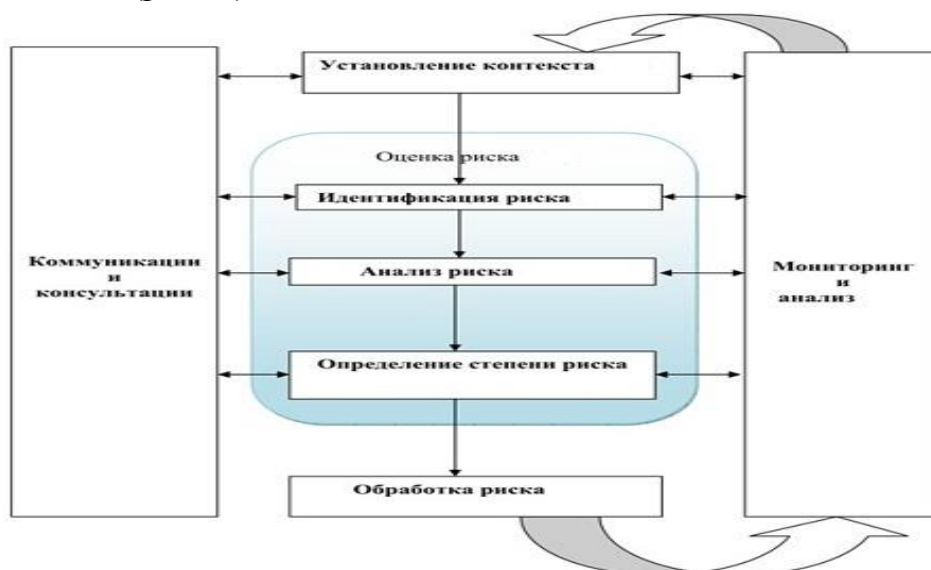 Установление контекста
Оценка риска
Идентификация риска
Анализ риска
Определение степени риска
Обработка риска
Коммуникации
и
консультации
Мониторинг
и
анализ